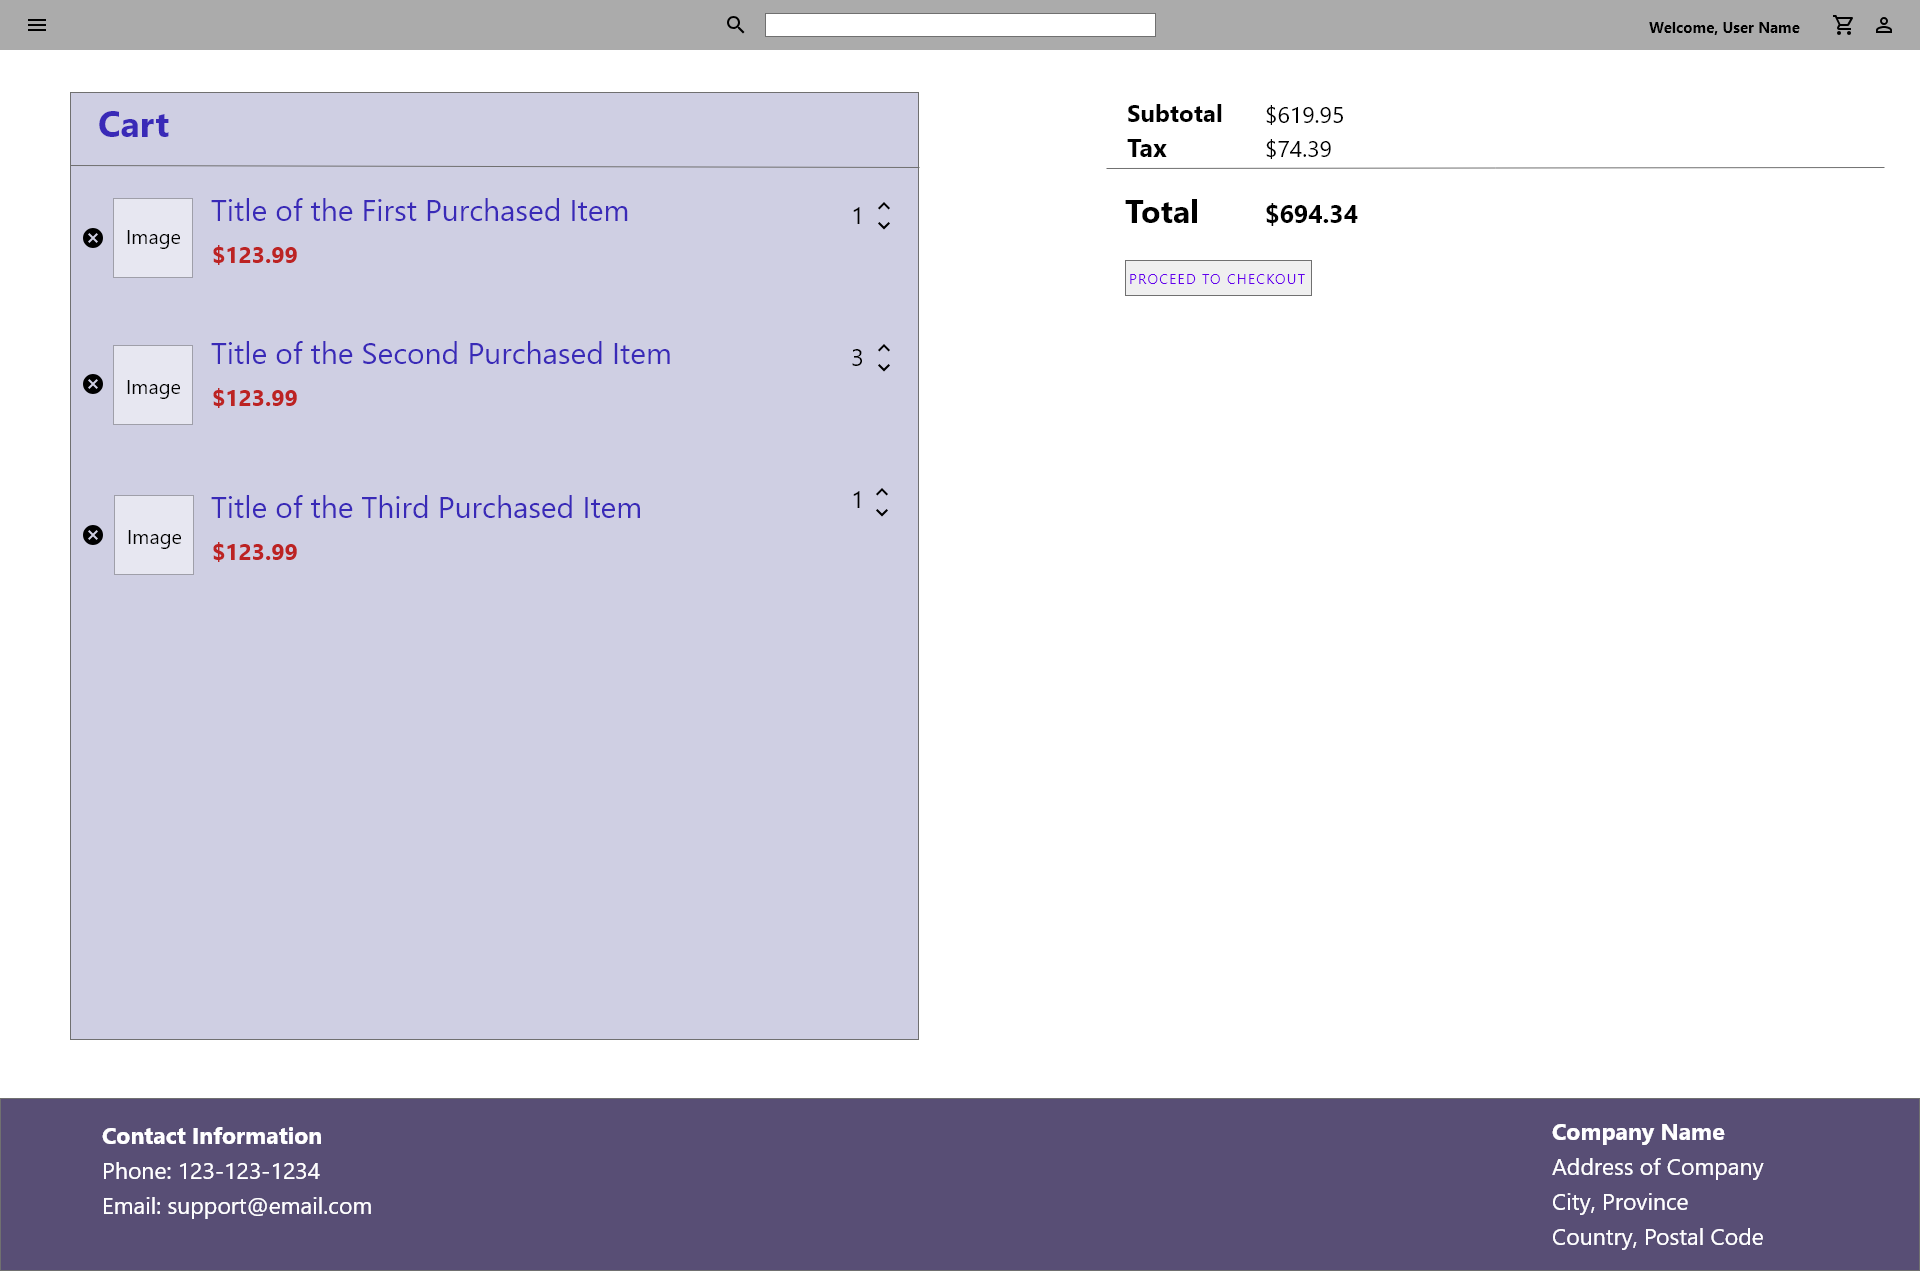 Welcome, User Name
Cart
Title of the First Purchased Item
1
$123.99
Image
Title of the Second Purchased Item
3
$123.99
Image
Title of the Third Purchased Item
1
$123.99
Image
Subtotal $619.95
Tax $74.39
Total $694.34
PROCEED TO CHECKOUT
Contact Information
Phone: 123-123-1234
Email: support@email.com
Company Name
Address of Company
City, Province
Country, Postal Code